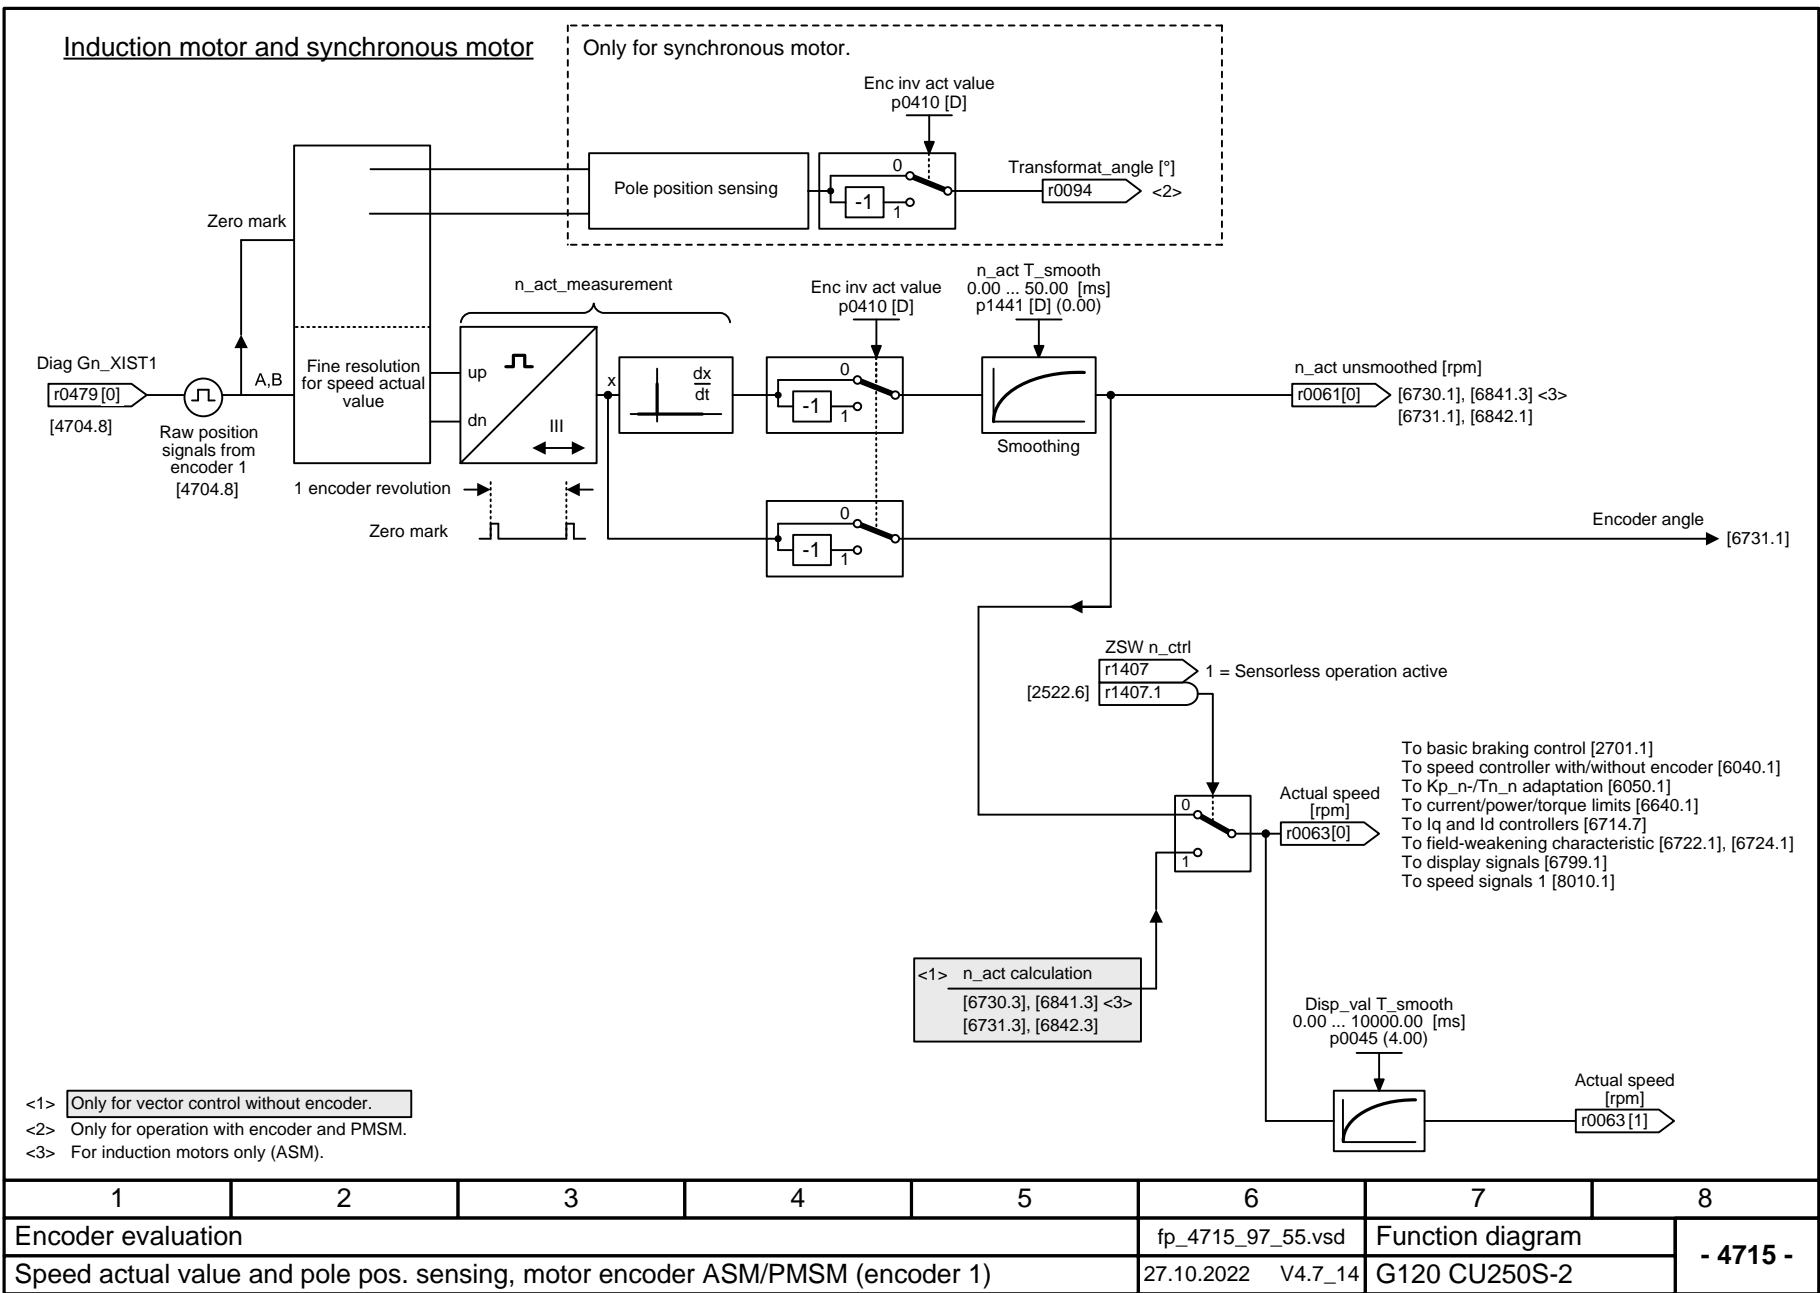 Induction motor and synchronous motor
Only for synchronous motor.
Enc inv act value
p0410 [D]
Pole position sensing
0
-1
1
Transformat_angle [°]
r0094
<2>
Zero mark
n_act_measurement
Enc inv act value
p0410 [D]
n_act T_smooth
0.00 ... 50.00 [ms]
p1441 [D] (0.00)
Diag Gn_XIST1
r0479 [0]
[4704.8]
A,B
Raw position
signals from
encoder 1
[4704.8]
Fine resolution
for speed actual
value
up
dn
III
x
dx
dt
0
-1
1
Smoothing
n_act unsmoothed [rpm]
r0061[0]
[6730.1], [6841.3] <3>
[6731.1], [6842.1]
1 encoder revolution
Zero mark
0
-1
1
Encoder angle
[6731.1]
ZSW n_ctrl
r1407
1 = Sensorless operation active
[2522.6]
r1407.1
0
1
Actual speed
[rpm]
r0063[0]
To basic braking control [2701.1]
To speed controller with/without encoder [6040.1]
To Kp_n-/Tn_n adaptation [6050.1]
To current/power/torque limits [6640.1]
To Iq and Id controllers [6714.7]
To field-weakening characteristic [6722.1], [6724.1]
To display signals [6799.1]
To speed signals 1 [8010.1]
<1> n_act calculation
[6730.3], [6841.3] <3>
[6731.3], [6842.3]
Disp_val T_smooth
0.00 ... 10000.00 [ms]
p0045 (4.00)
Actual speed
[rpm]
r0063 [1]
<1> Only for vector control without encoder.
<2> Only for operation with encoder and PMSM.
<3> For induction motors only (ASM).
1 2 3 4 5 6 7 8
Encoder evaluation
fp_4715_97_55.vsd
Function diagram
- 4715 -
Speed actual value and pole pos. sensing, motor encoder ASM/PMSM (encoder 1)
27.10.2022 V4.7_14
G120 CU250S-2